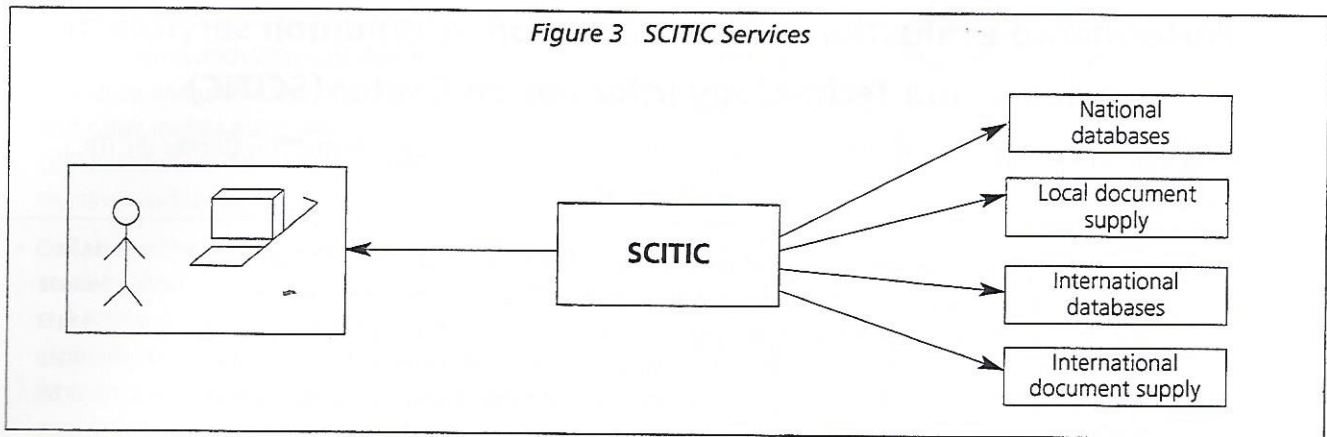 Figure 3 SCITIC Services
National
databases
Local document
supply
SCITIC
International
databases
International
document supply